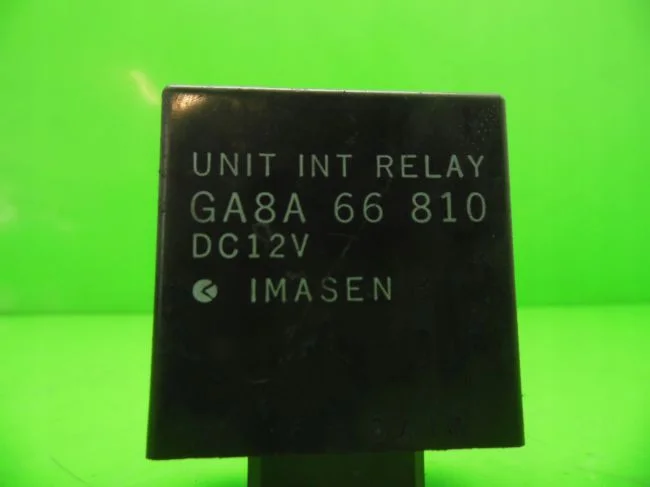 UNIT INT RELAY
GA8A 66 810
DC12V
IMASEN